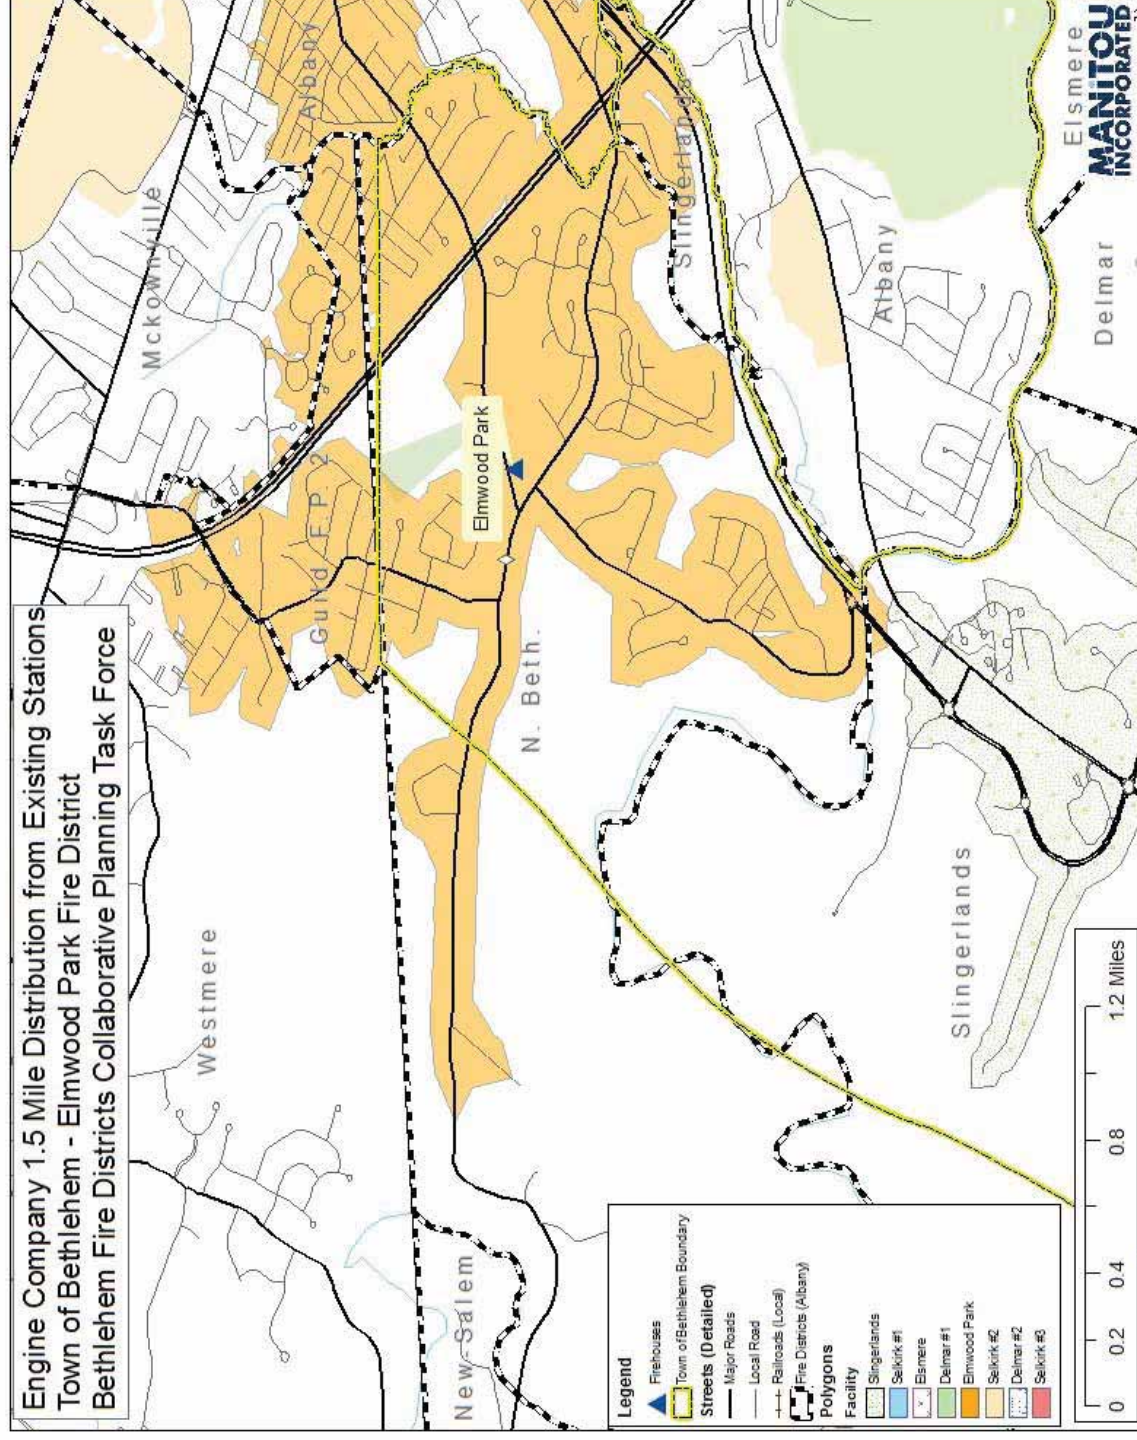 Engine Company 1.5 Mile Distribution from Existing Stations
Town of Bethlehem - Elmwood Park Fire District
Bethlehem Fire Districts Collaborative Planning Task Force
Mckownville
Albany
Westmere
Guild F P 2
Elmwood Park
N. Beth.
Slingerlands
Albany
New Salem
Slingerlands
Delmar
Elsmere
Legend
Firehouses
Town of Bethlehem Boundary
Streets (Detailed)
Major Roads
Local Road
Railroads (Local)
Fire Districts (Albany)
Polygons
Facility
Slingerlands
Selkirk #1
Elsmere
Delmar #1
Elmwood Park
Selkirk #2
Delmar #2
Selkirk #3
0 0.2 0.4 0.8 1.2 Miles
MANITOU
INCORPORATED